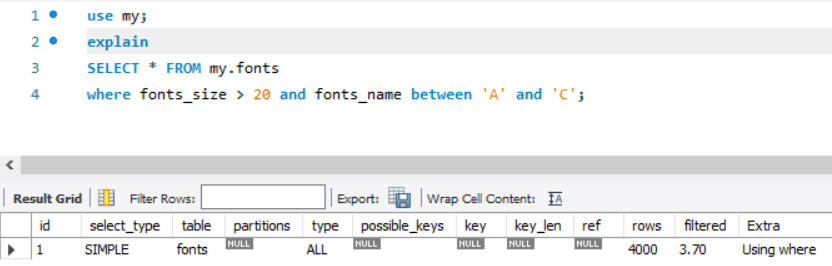 1 use my;
2 explain
3 SELECT * FROM my.fonts
4 where fonts_size > 20 and fonts_name between 'A' and 'C';
Result Grid Filter Rows: Export: Wrap Cell Content: IA
id select_type table partitions type possible_keys key key_len ref rows filtered Extra
1 SIMPLE fonts NULL ALL NULL NULL NULL NULL 4000 3.70 Using where